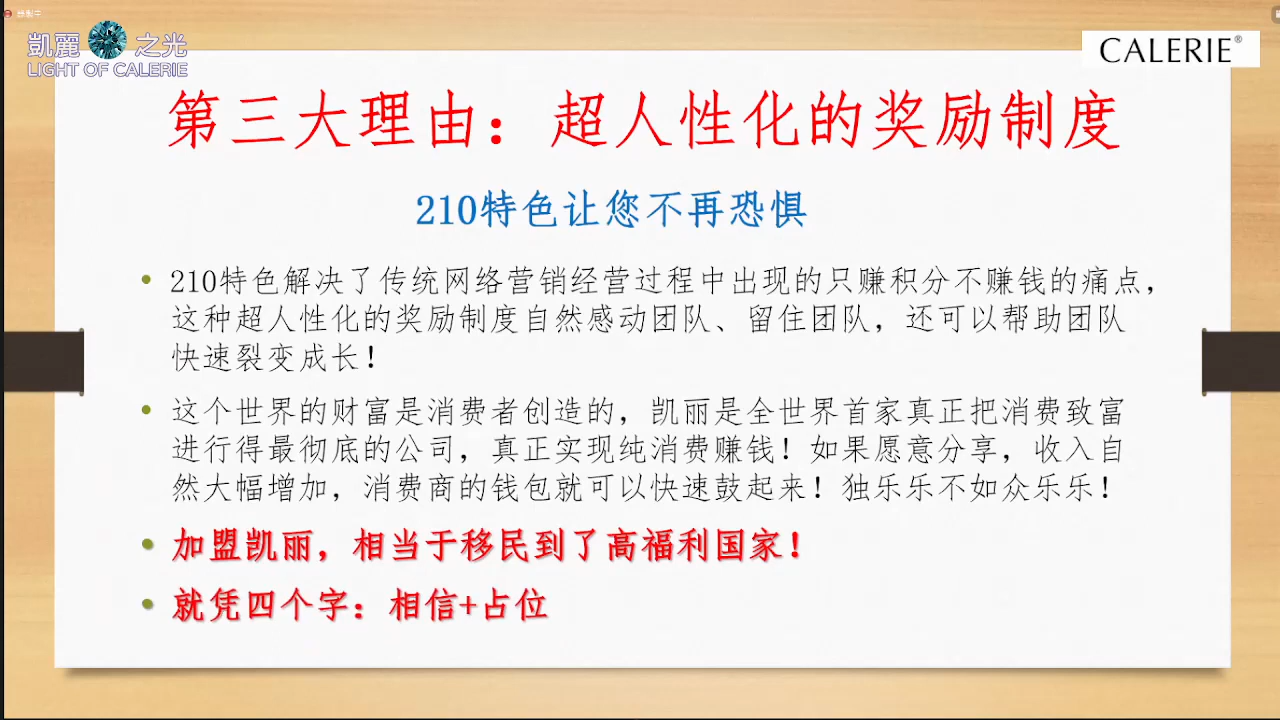 录制中
凱麗之光
LIGHT OF CALERIE
CALERIE®
第三大理由：超人性化的奖励制度
210特色让您不再恐惧
210特色解决了传统网络营销经营过程中出现的只赚积分不赚钱的痛点，
这种超人性化的奖励制度自然感动团队、留住团队，还可以帮助团队
快速裂变成长！
这个世界的财富是消费者创造的，凯丽是全世界首家真正把消费致富
进行得最彻底的公司，真正实现纯消费赚钱！如果愿意分享，收入自
然大幅增加，消费商的钱包就可以快速鼓起来！独乐乐不如众乐乐！
加盟凯丽，相当于移民到了高福利国家！
就凭四个字：相信+占位